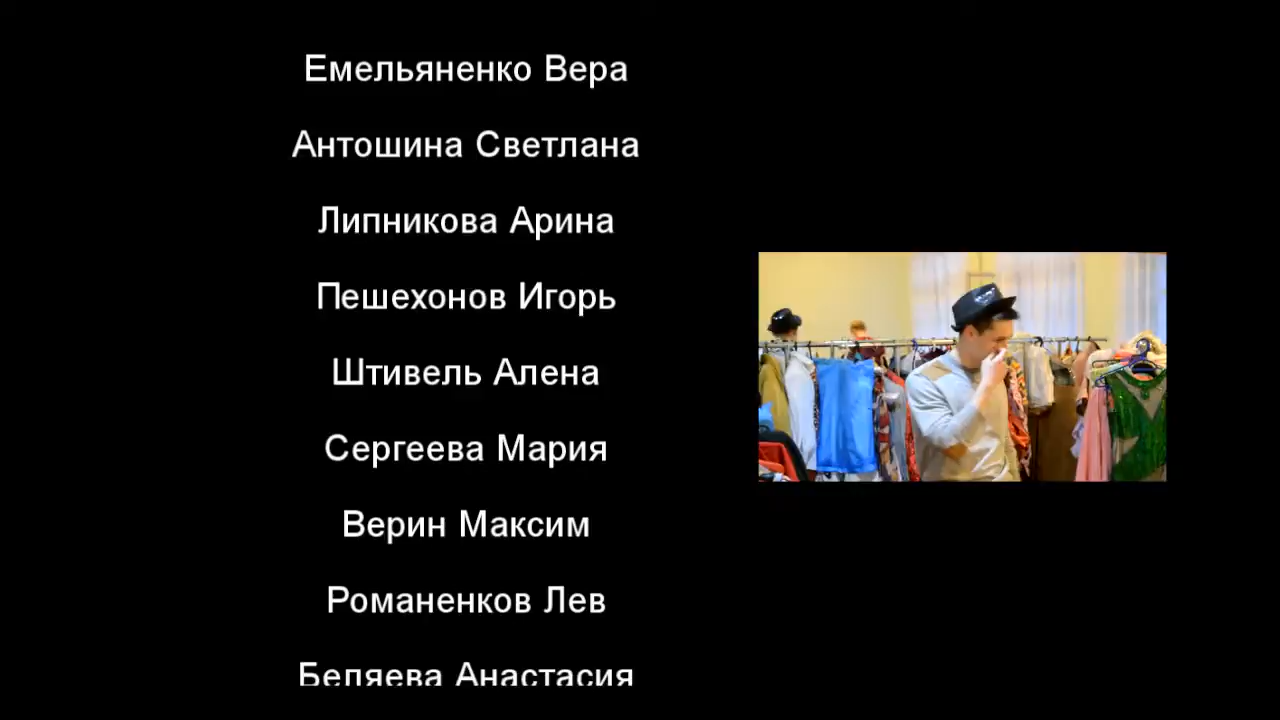 Емельяненко Вера
Антошина Светлана
Липникова Арина
Пешехонов Игорь
Штивель Алена
Сергеева Мария
Верин Максим
Романенков Лев
Беляева Анастасия